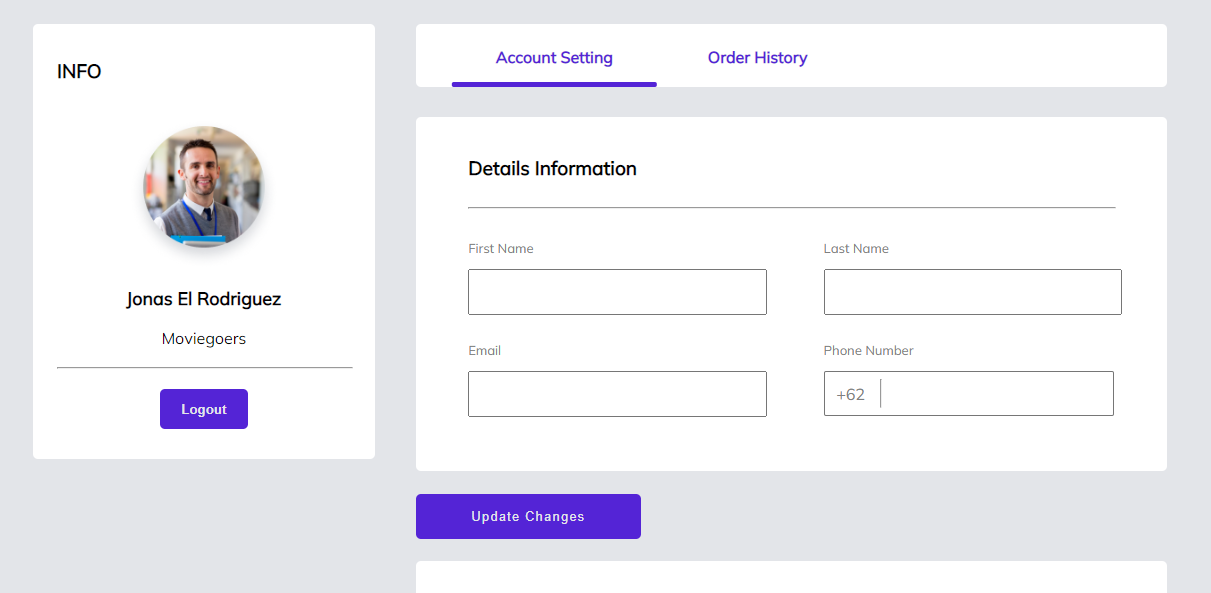 INFO
Jonas El Rodriguez
Moviegoers
Logout
Account Setting
Order History
Details Information
First Name
Last Name
Email
Phone Number
+62
Update Changes